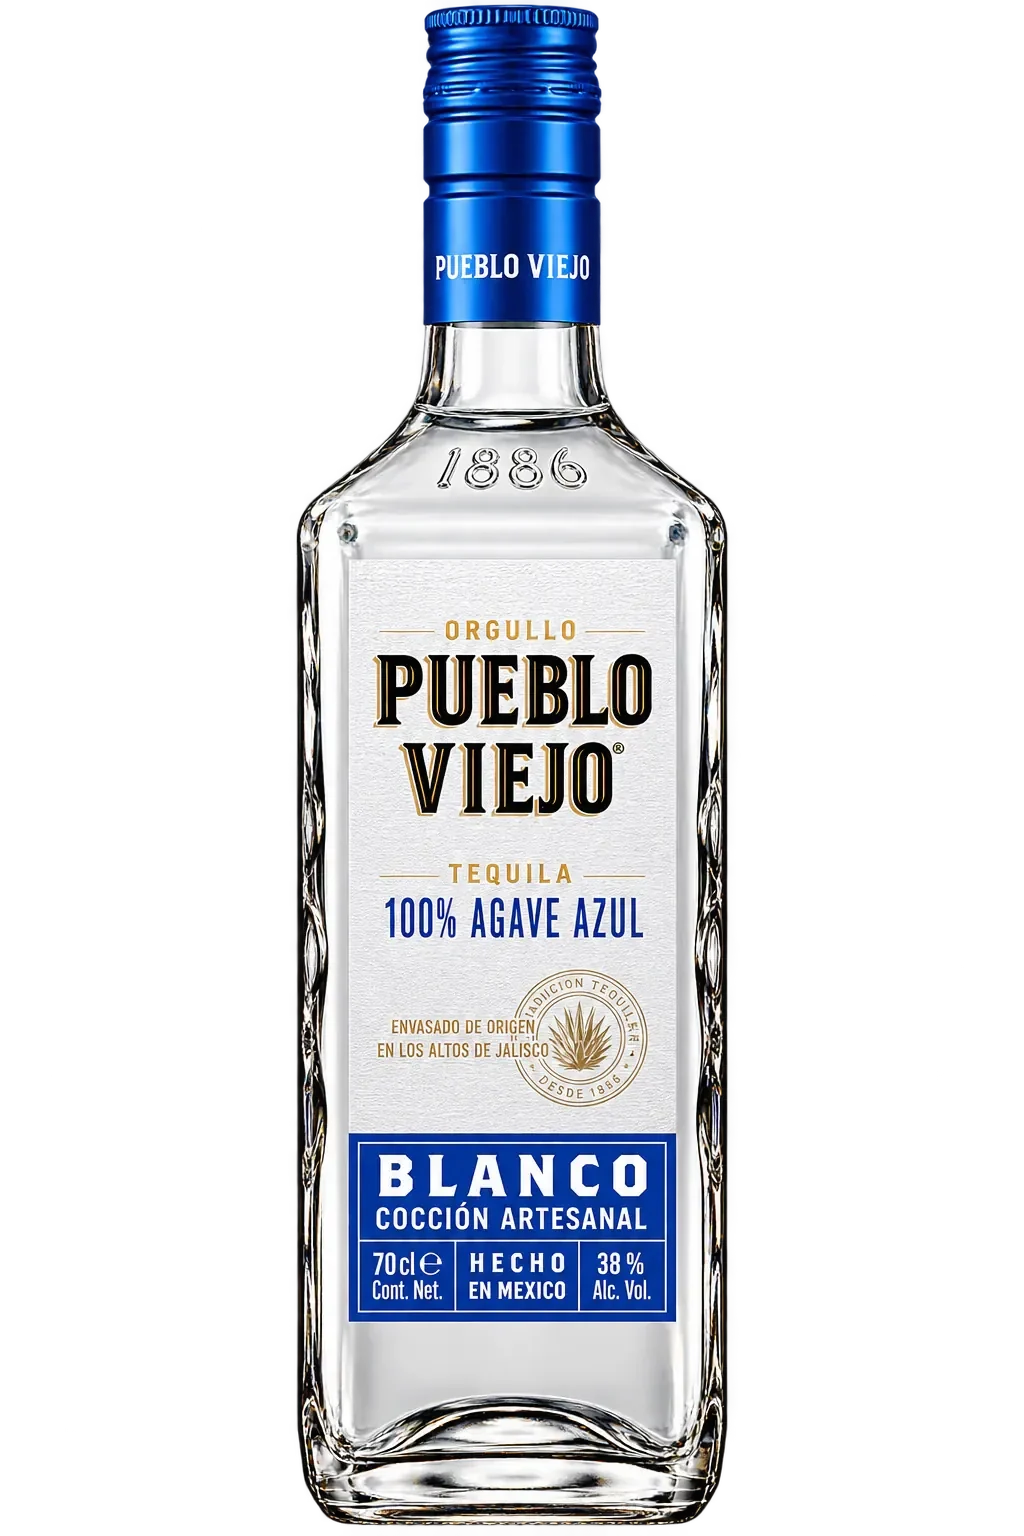 PUEBLO VIEJO
1886
ORGULLO
PUEBLO
VIEJO®
TEQUILA
100% AGAVE AZUL
ENVASADO DE ORIGEN
EN LOS ALTOS DE JALISCO
DESDE 1886
BLANCO
COCCIÓN ARTESANAL
70cl ℮
Cont. Net.
HECHO
EN MEXICO
38 %
Alc. Vol.